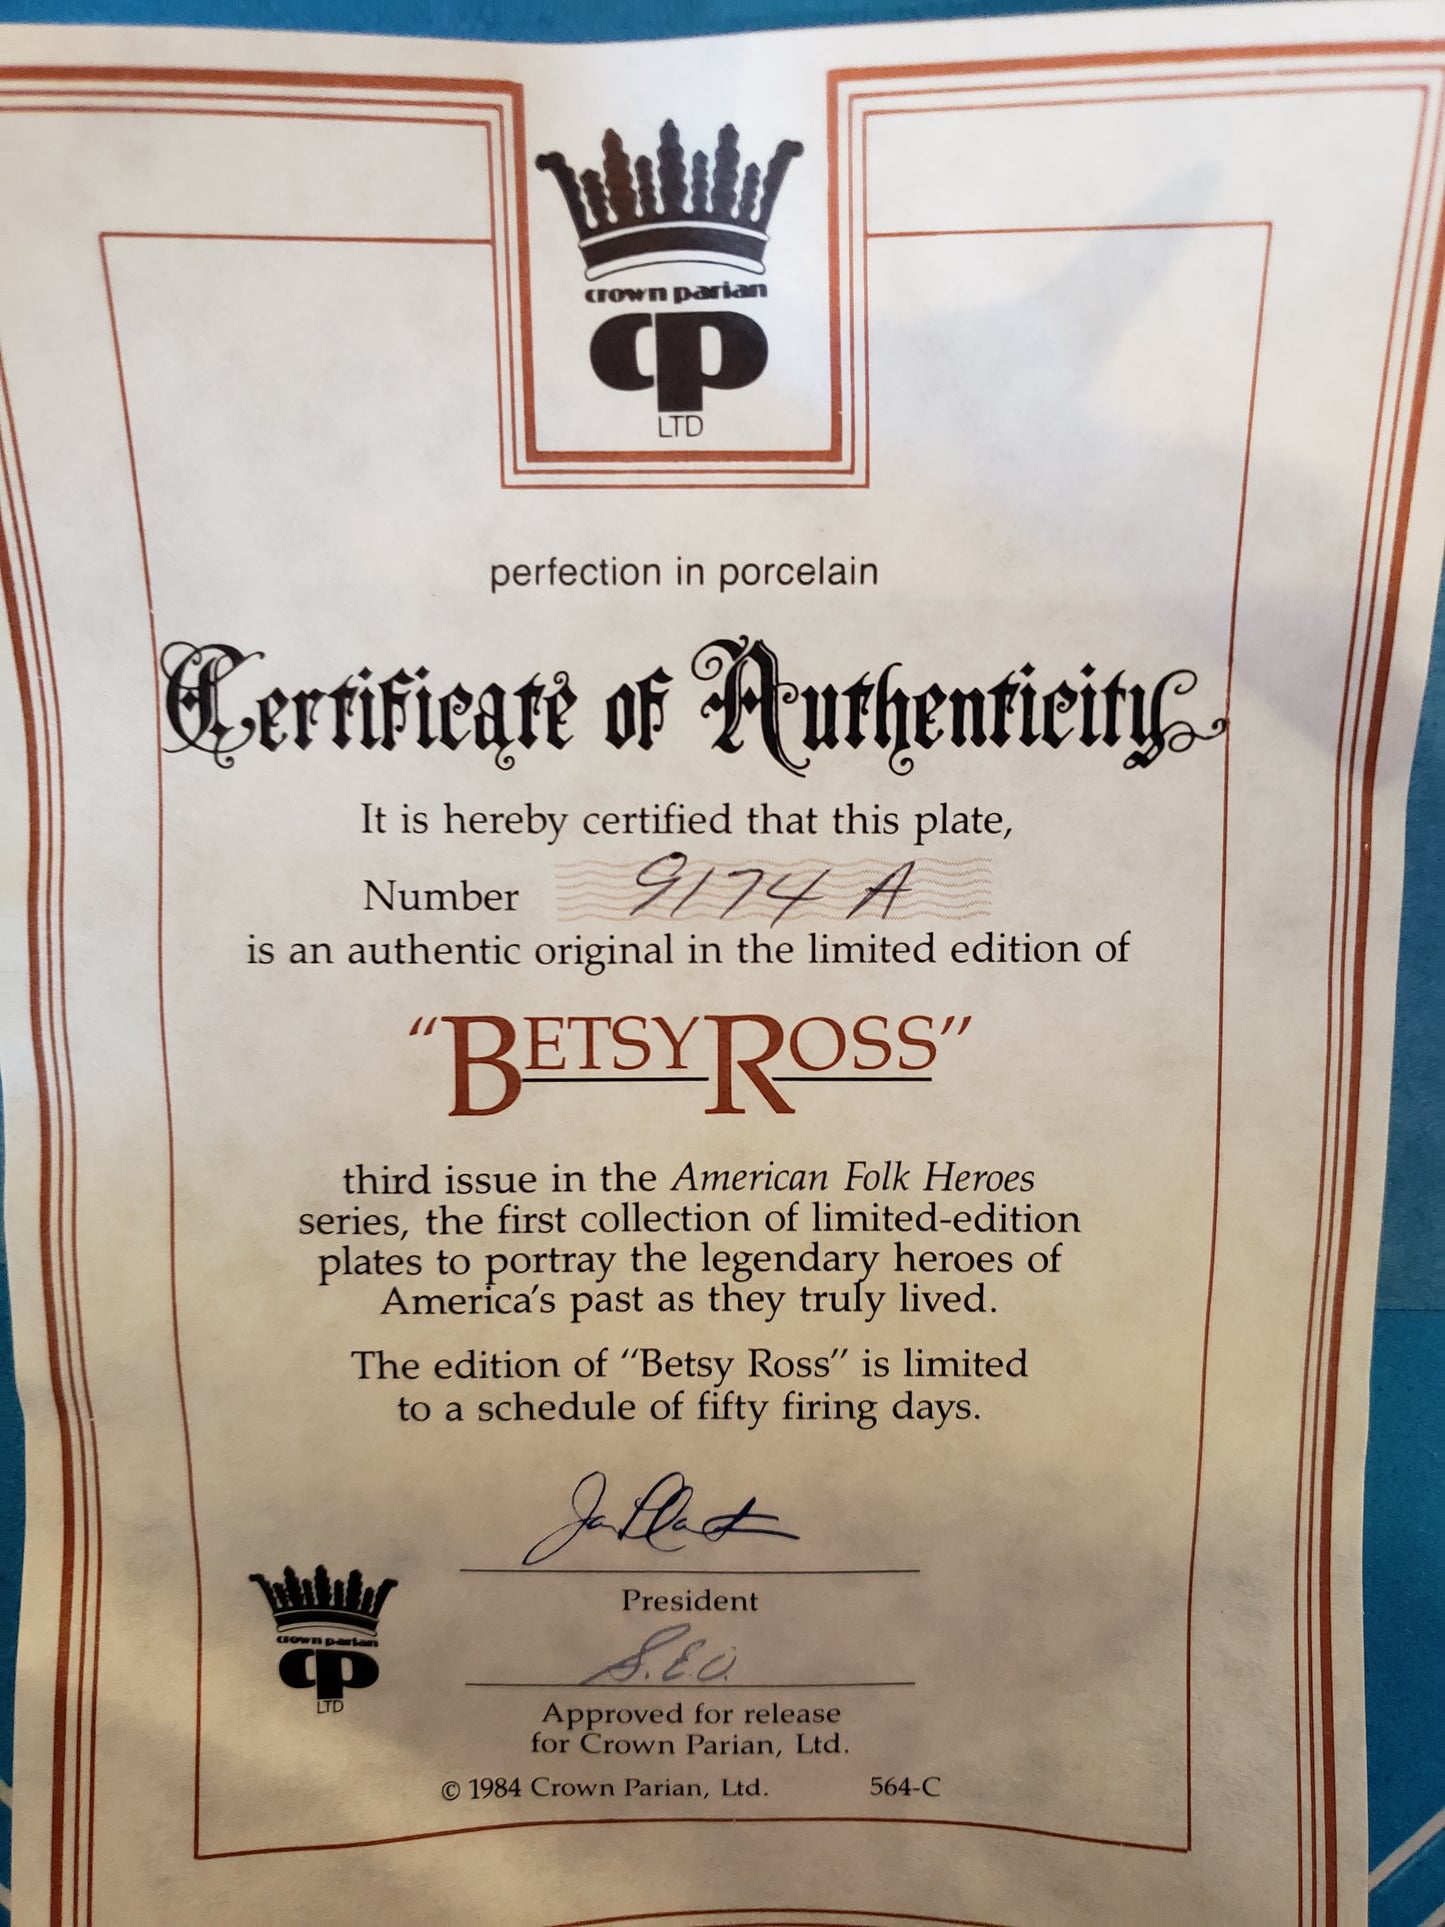 crown parian
cp
LTD
perfection in porcelain
Certificate of Authenticity
It is hereby certified that this plate,
Number 9174 A
is an authentic original in the limited edition of
“BETSY ROSS”
third issue in the American Folk Heroes
series, the first collection of limited-edition
plates to portray the legendary heroes of
America's past as they truly lived.
The edition of “Betsy Ross” is limited
to a schedule of fifty firing days.
President
S.E.O.
crown parian
cp
LTD
Approved for release
for Crown Parian, Ltd.
© 1984 Crown Parian, Ltd. 564-C